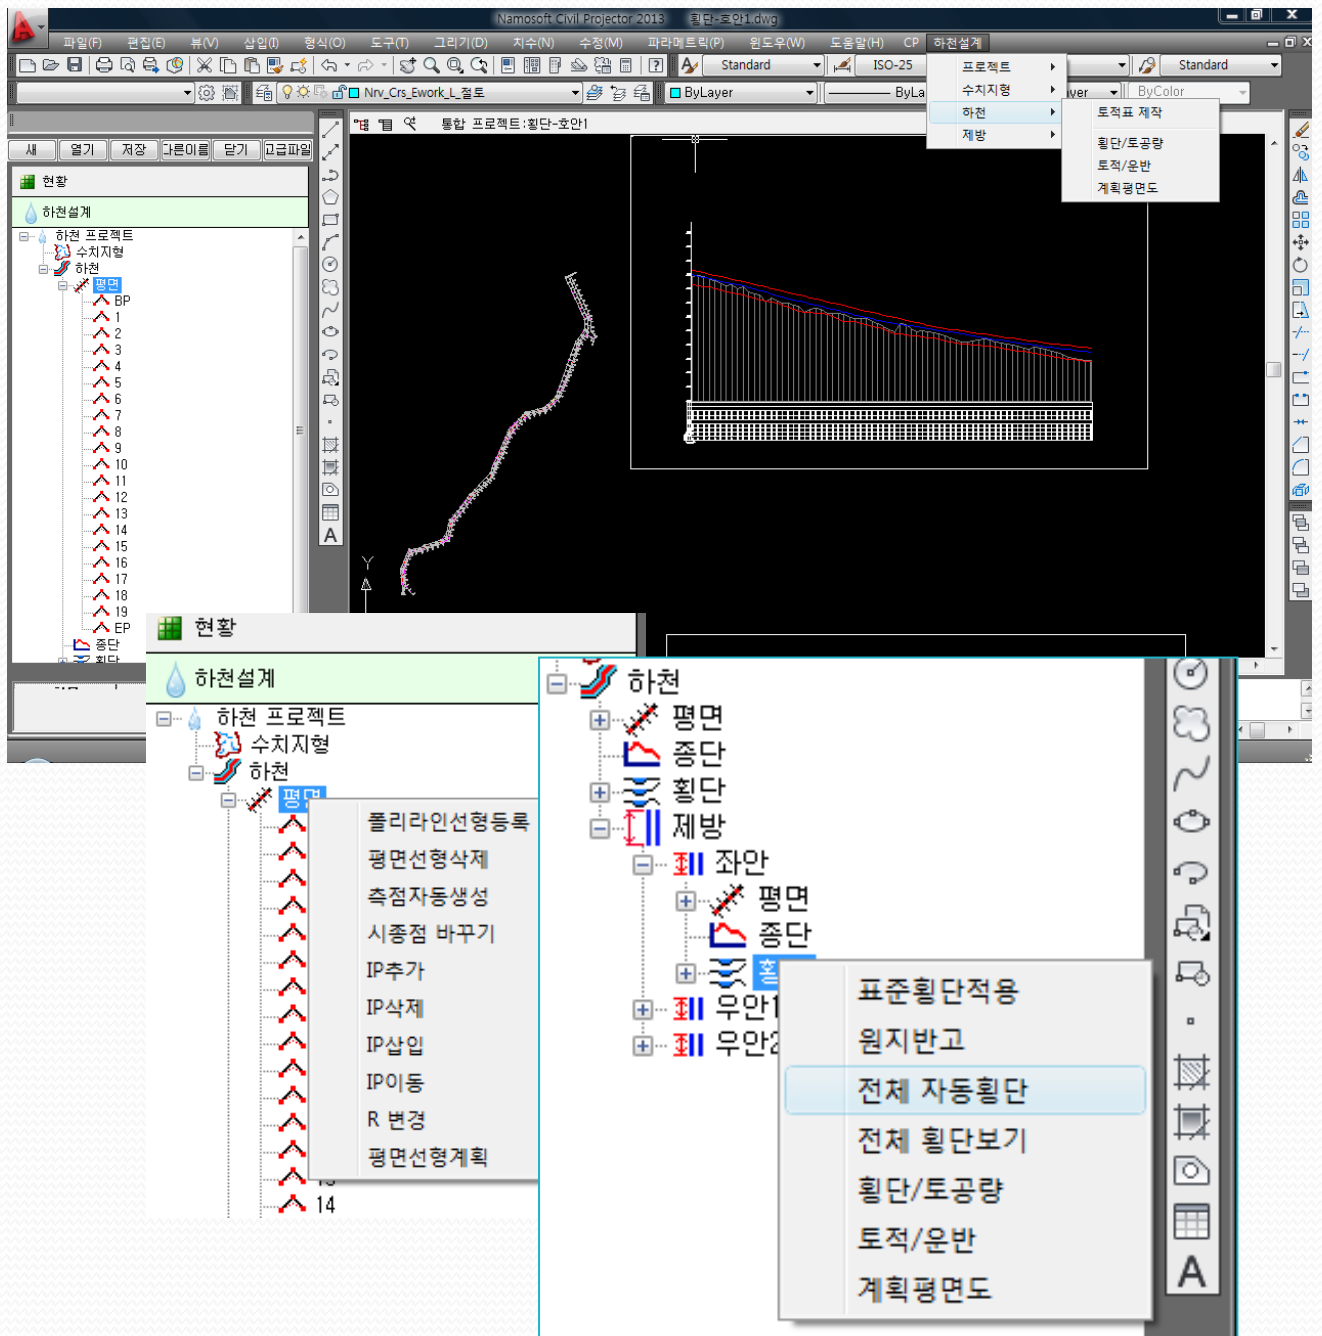 Namosoft Civil Projector 2013 횡단-호안1.dwg
파일(F) 편집(E) 뷰(V) 삽입(I) 형식(O) 도구(T) 그리기(D) 치수(N) 수정(M) 파라메트릭(P) 윈도우(W) 도움말(H) CP 하천설계
Standard ISO-25 Standard
Nrv_Crs_Ework_L_절토 ByLayer ByLa yer ByColor
프로젝트
수치지형
하천
제방
토적표 제작
횡단/토공량
토적/운반
계획평면도
통합 프로젝트:횡단-호안1
새 열기 저장 다른이름 닫기 고급파일
현황
하천설계
하천 프로젝트
수치지형
하천
평면
BP
1
2
3
4
5
6
7
8
9
10
11
12
13
14
15
16
17
18
19
EP
종단
횡단
Y
A
현황
하천설계
하천 프로젝트
수치지형
하천
평면
폴리라인선형등록
평면선형삭제
측점자동생성
시종점 바꾸기
IP추가
IP삭제
IP삽입
IP이동
R 변경
평면선형계획
14
하천
평면
종단
횡단
제방
좌안
평면
종단
횡
우안1
우안2
표준횡단적용
원지반고
전체 자동횡단
전체 횡단보기
횡단/토공량
토적/운반
계획평면도
A